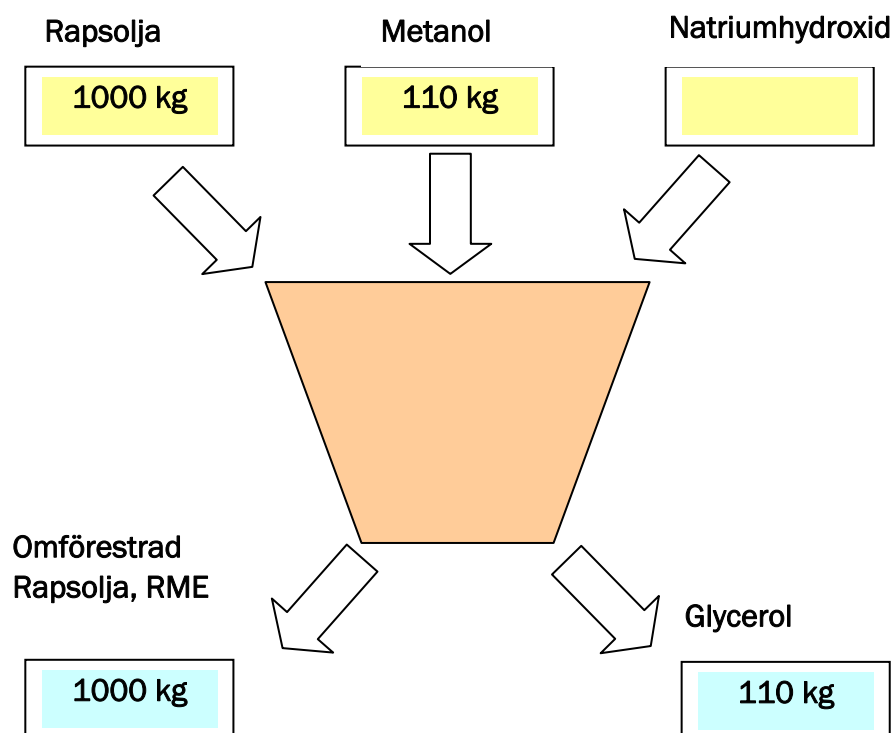 Rapsolja
Metanol
Natriumhydroxid
1000 kg
110 kg
Omförestrad
Rapsolja, RME
Glycerol
1000 kg
110 kg